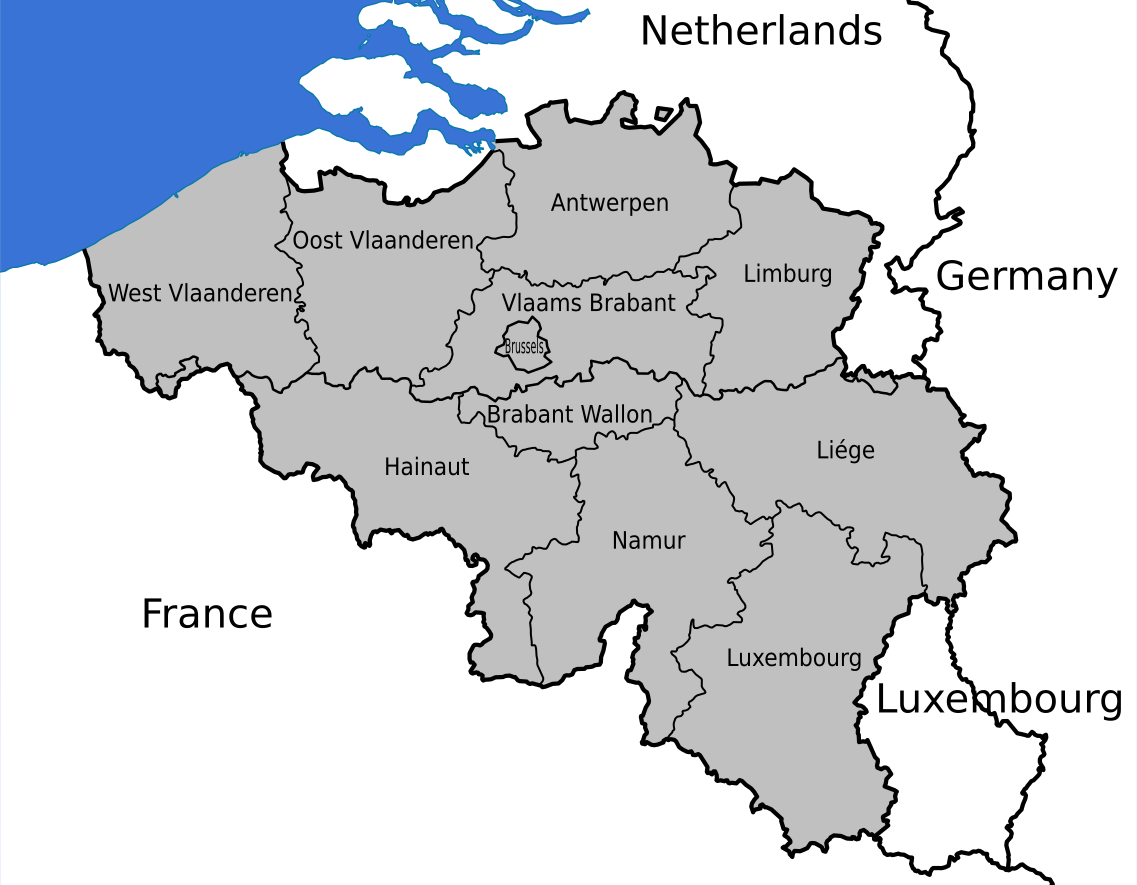 Netherlands
Antwerpen
Oost Vlaanderen
Limburg
Germany
West Vlaanderen
Vlaams Brabant
Brussels
Brabant Wallon
Liége
Hainaut
Namur
France
Luxembourg
Luxembourg